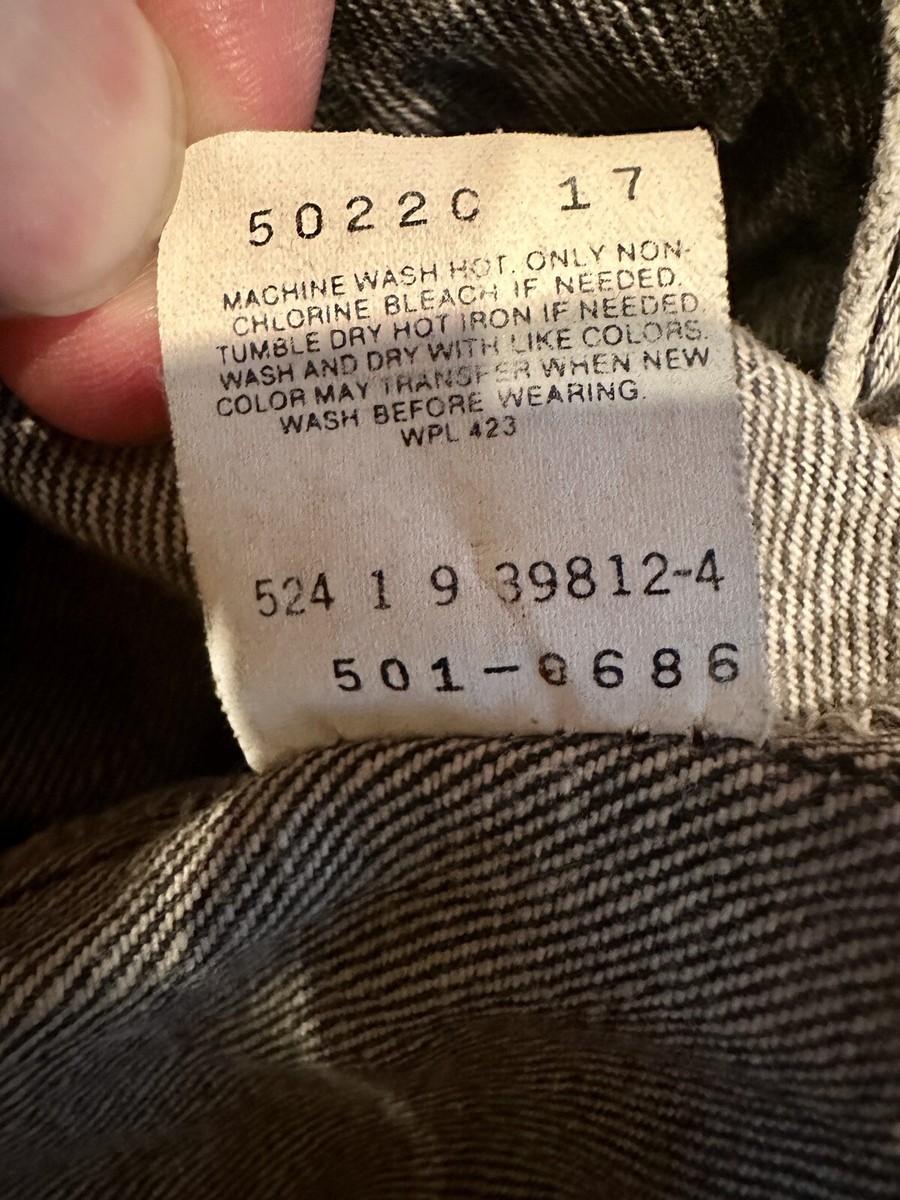 5022C 17
MACHINE WASH HOT. ONLY NON-
CHLORINE BLEACH IF NEEDED.
TUMBLE DRY HOT IRON IF NEEDED
WASH AND DRY WITH LIKE COLORS.
COLOR MAY TRANSFER WHEN NEW
WASH BEFORE WEARING.
WPL 423
524 1 9 39812-4
501-0686